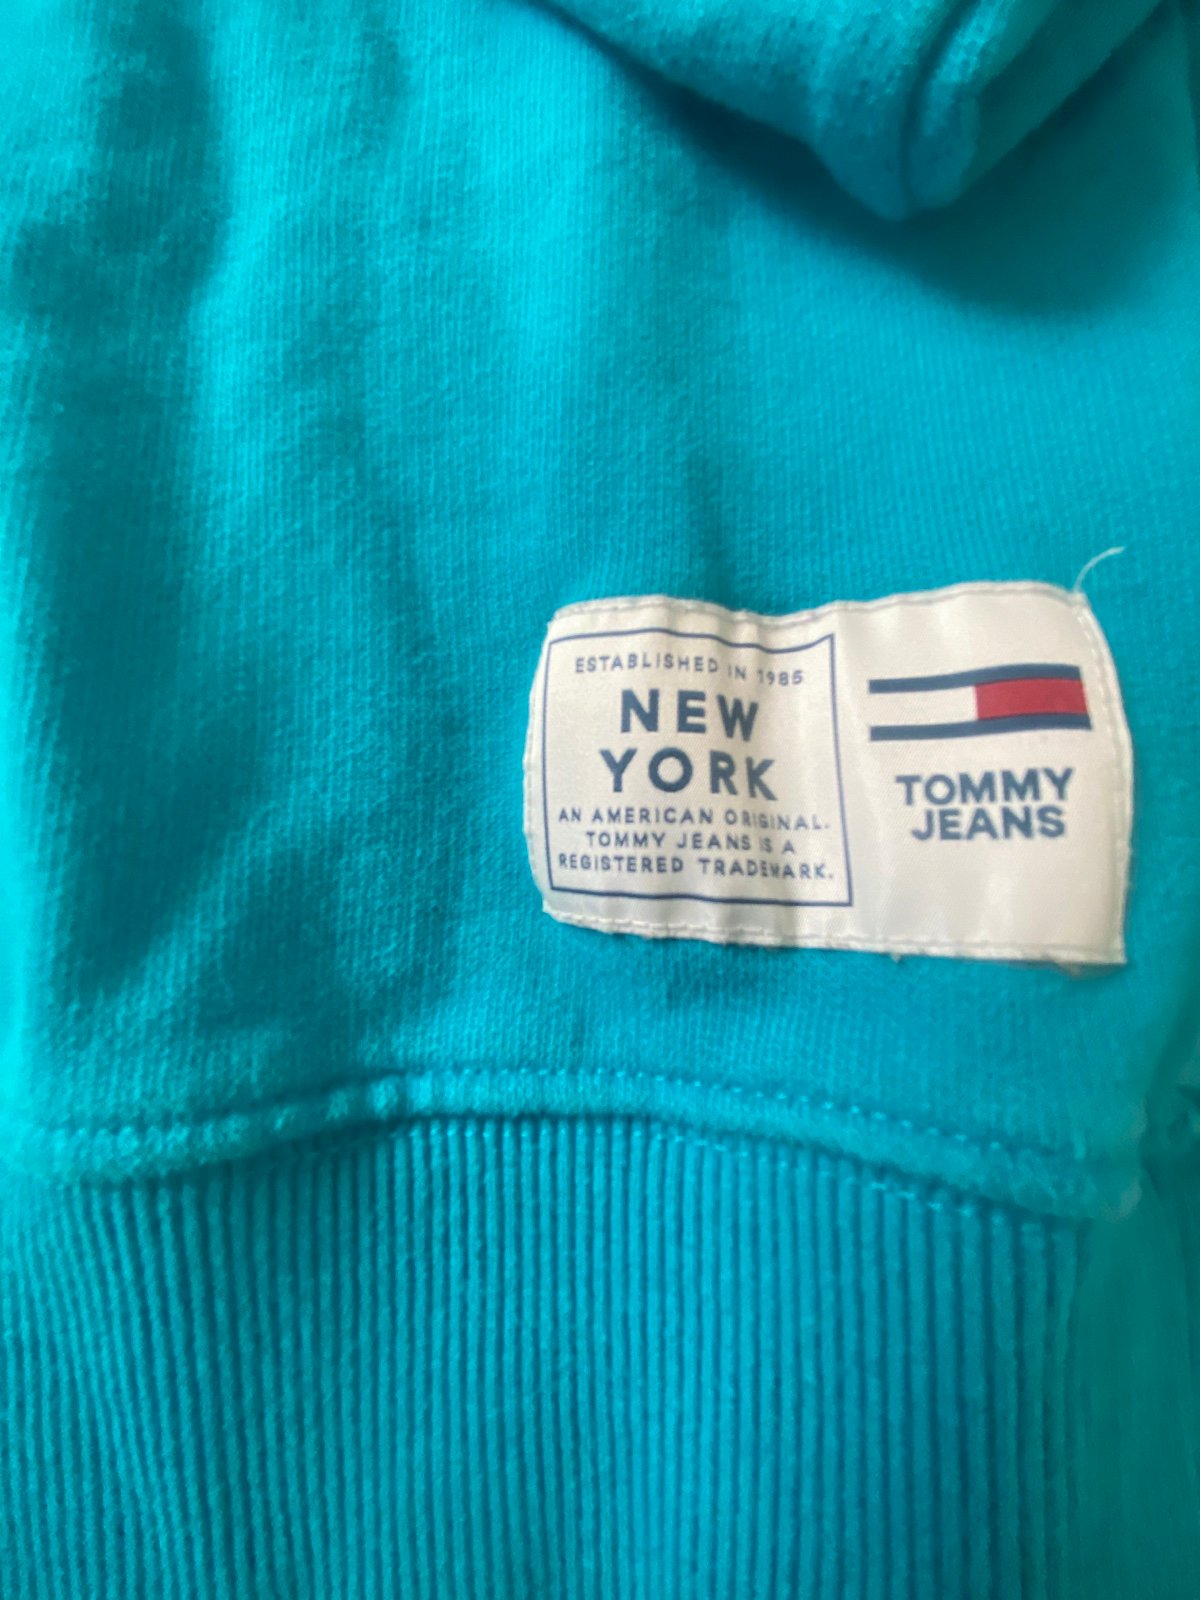 ESTABLISHED IN 1985
NEW
YORK
AN AMERICAN ORIGINAL.
TOMMY JEANS IS A
REGISTERED TRADEMARK.
TOMMY
JEANS